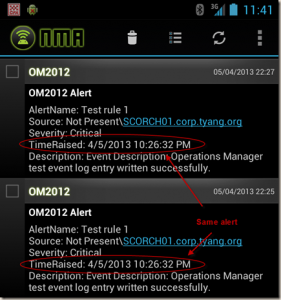 3G 11:41
NMA
OM2012 05/04/2013 22:27
OM2012 Alert
AlertName: Test rule 1
Source: Not Present\SCORCH01.corp.tyang.org
Severity: Critical
TimeRaised: 4/5/2013 10:26:32 PM
Description: Event Description: Operations Manager
test event log entry written successfully.
OM2012 05/04/2013 22:25
OM2012 Alert
Same alert
AlertName: Test rule 1
Source: Not Present\SCORCH01.corp.tyang.org
Severity: Critical
TimeRaised: 4/5/2013 10:26:32 PM
Description: Event Description: Operations Manager
test event log entry written successfully.